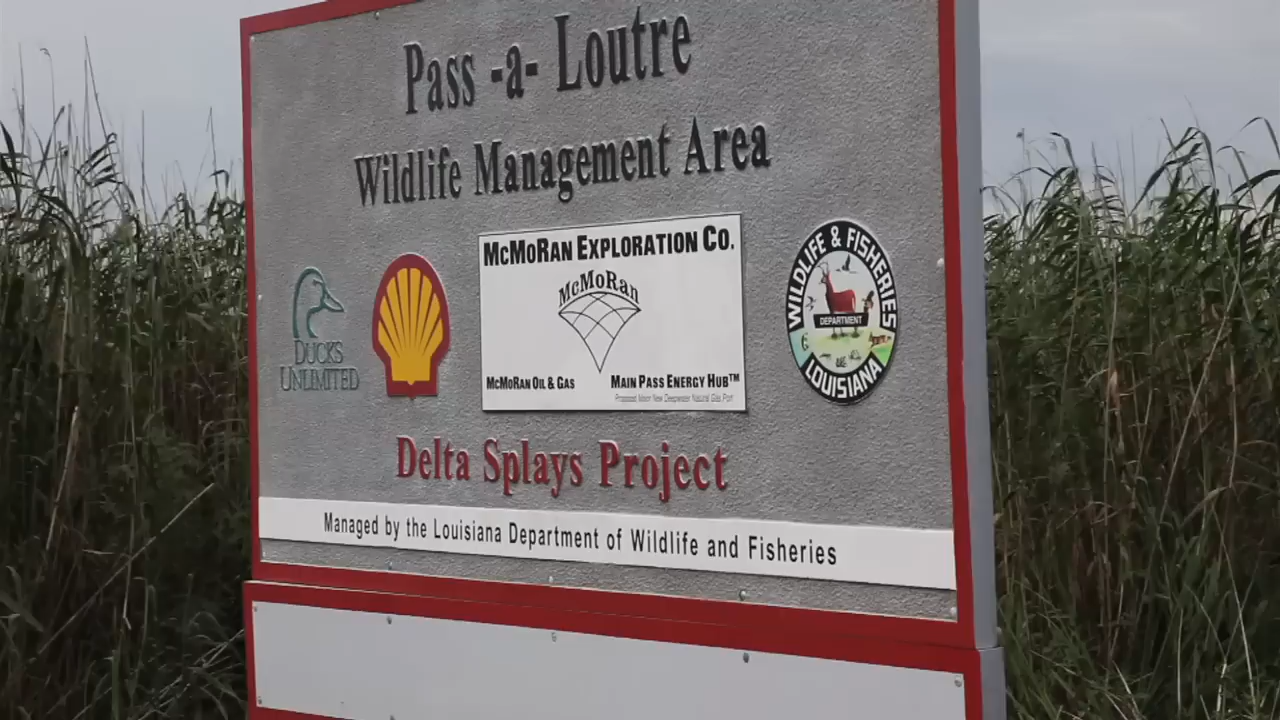 Pass -a- Loutre
Wildlife Management Area
McMoRan Exploration Co.
McMoRan
McMoRan Oil & Gas
Main Pass Energy Hub™
Ducks
Unlimited
WILDLIFE & FISHERIES
DEPARTMENT
LOUISIANA
Delta Splays Project
Managed by the Louisiana Department of Wildlife and Fisheries